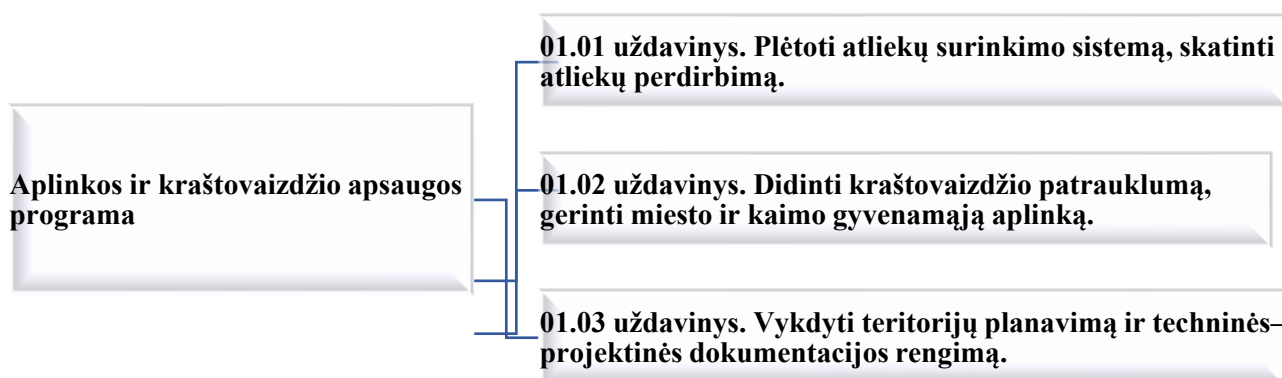 Aplinkos ir kraštovaizdžio apsaugos
programa
01.01 uždavinys. Plėtoti atliekų surinkimo sistemą, skatinti
atliekų perdirbimą.
01.02 uždavinys. Didinti kraštovaizdžio patrauklumą,
gerinti miesto ir kaimo gyvenamąją aplinką.
01.03 uždavinys. Vykdyti teritorijų planavimą ir techninės–
projektinės dokumentacijos rengimą.